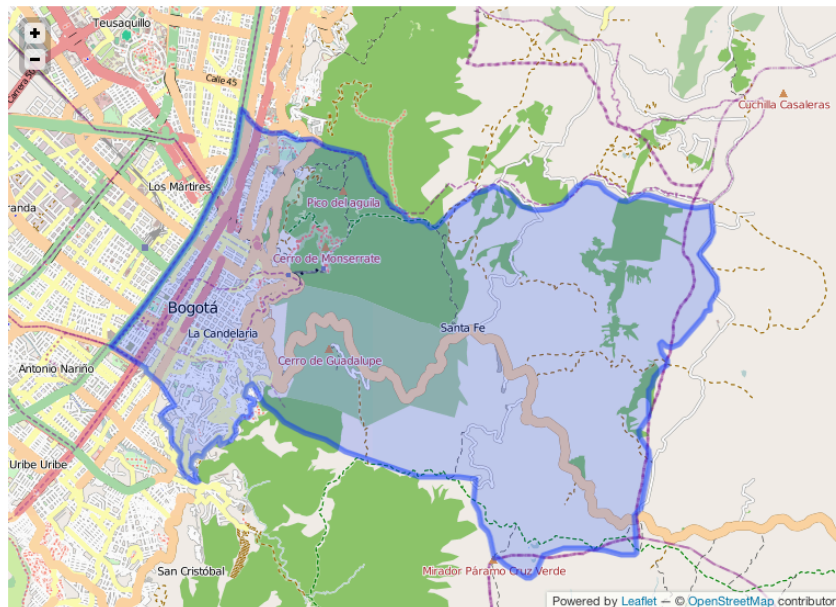 Teusaquillo
+
−
Calle 45
Carrera 30
Cuchilla Casaleras
Los Mártires
Pico del aguila
randa
Cerro de Monserrate
Bogotá
La Candelaria
Santa Fe
Cerro de Guadalupe
Antonio Nariño
Uribe Uribe
San Cristóbal
Mirador Páramo Cruz Verde
Powered by Leaflet — © OpenStreetMap contributor